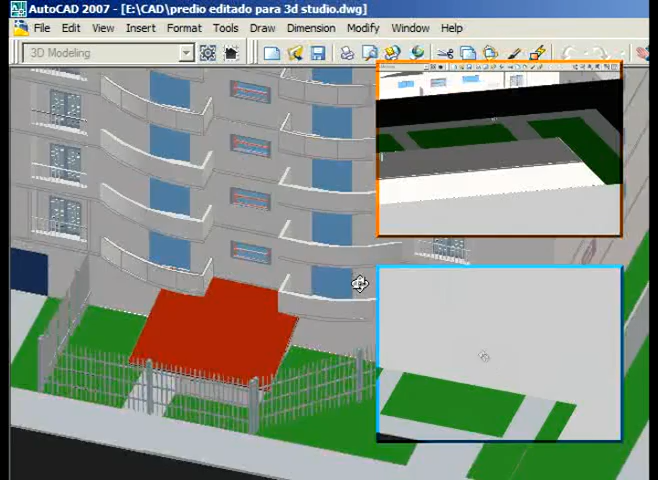 AutoCAD 2007 - [E:\CAD\predio editado para 3d studio.dwg]
File Edit View Insert Format Tools Draw Dimension Modify Window Help
3D Modeling